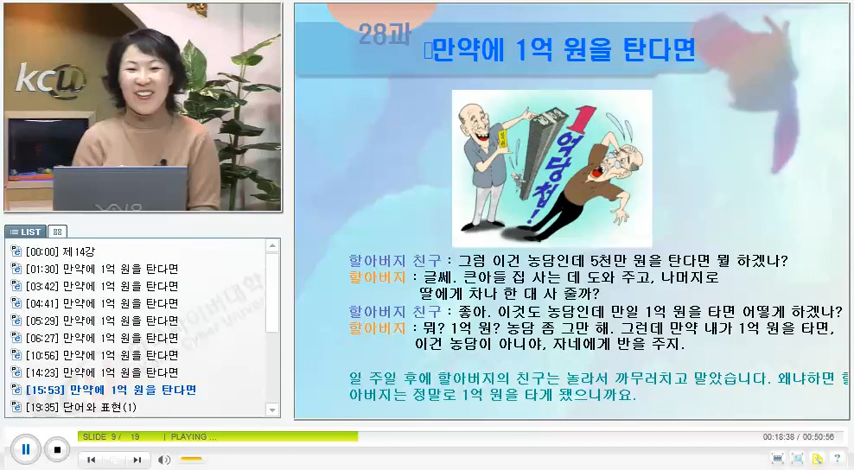 kcu
28과
만약에 1억 원을 탄다면
1억당첨!
할아버지 친구 : 그럼 이건 농담인데 5천만 원을 탄다면 뭘 하겠나?
할아버지 : 글쎄. 큰아들 집 사는 데 도와 주고, 나머지로
딸에게 차나 한 대 사 줄까?
할아버지 친구 : 좋아. 이것도 농담인데 만일 1억 원을 타면 어떻게 하겠나?
할아버지 : 뭐? 1억 원? 농담 좀 그만 해. 그런데 만약 내가 1억 원을 타면,
이건 농담이 아니야, 자네에게 반을 주지.
일 주일 후에 할아버지의 친구는 놀라서 까무러치고 말았습니다. 왜냐하면 할
아버지는 정말로 1억 원을 타게 됐으니까요.
LIST
[00:00] 제14강
[01:30] 만약에 1억 원을 탄다면
[03:42] 만약에 1억 원을 탄다면
[04:41] 만약에 1억 원을 탄다면
[05:29] 만약에 1억 원을 탄다면
[06:27] 만약에 1억 원을 탄다면
[10:56] 만약에 1억 원을 탄다면
[14:23] 만약에 1억 원을 탄다면
[15:53] 만약에 1억 원을 탄다면
[19:35] 단어와 표현(1)
SLIDE 9 / 19 | PLAYING ...
00:18:38 / 00:50:56